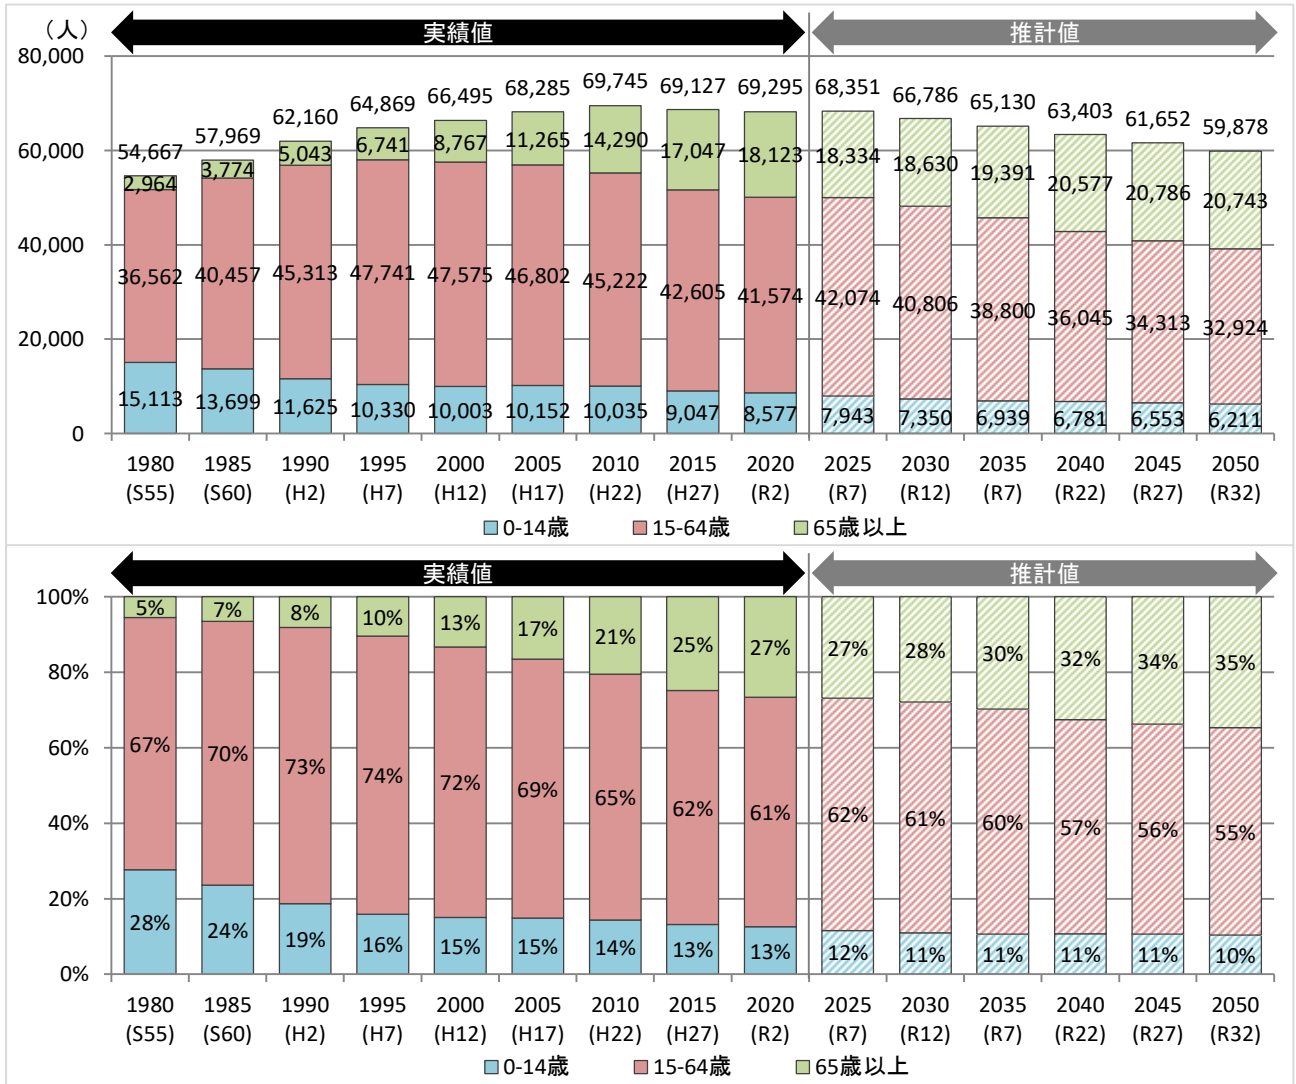 （人）
実績値 推計値
80,000
60,000
40,000
20,000
0
54,667 57,969 62,160 64,869 66,495 68,285 69,745 69,127 69,295 68,351 66,786 65,130 63,403 61,652 59,878
2,964 3,774 5,043 6,741 8,767 11,265 14,290 17,047 18,123 18,334 18,630 19,391 20,577 20,786 20,743
36,562 40,457 45,313 47,741 47,575 46,802 45,222 42,605 41,574 42,074 40,806 38,800 36,045 34,313 32,924
15,113 13,699 11,625 10,330 10,003 10,152 10,035 9,047 8,577 7,943 7,350 6,939 6,781 6,553 6,211
1980 1985 1990 1995 2000 2005 2010 2015 2020 2025 2030 2035 2040 2045 2050
(S55) (S60) (H2) (H7) (H12) (H17) (H22) (H27) (R2) (R7) (R12) (R7) (R22) (R27) (R32)
0-14歳 15-64歳 65歳以上
実績値 推計値
100%
80%
60%
40%
20%
0%
5% 7% 8% 10% 13% 17% 21% 25% 27% 27% 28% 30% 32% 34% 35%
67% 70% 73% 74% 72% 69% 65% 62% 61% 62% 61% 60% 57% 56% 55%
28% 24% 19% 16% 15% 15% 14% 13% 13% 12% 11% 11% 11% 11% 10%
1980 1985 1990 1995 2000 2005 2010 2015 2020 2025 2030 2035 2040 2045 2050
(S55) (S60) (H2) (H7) (H12) (H17) (H22) (H27) (R2) (R7) (R12) (R7) (R22) (R27) (R32)
0-14歳 15-64歳 65歳以上